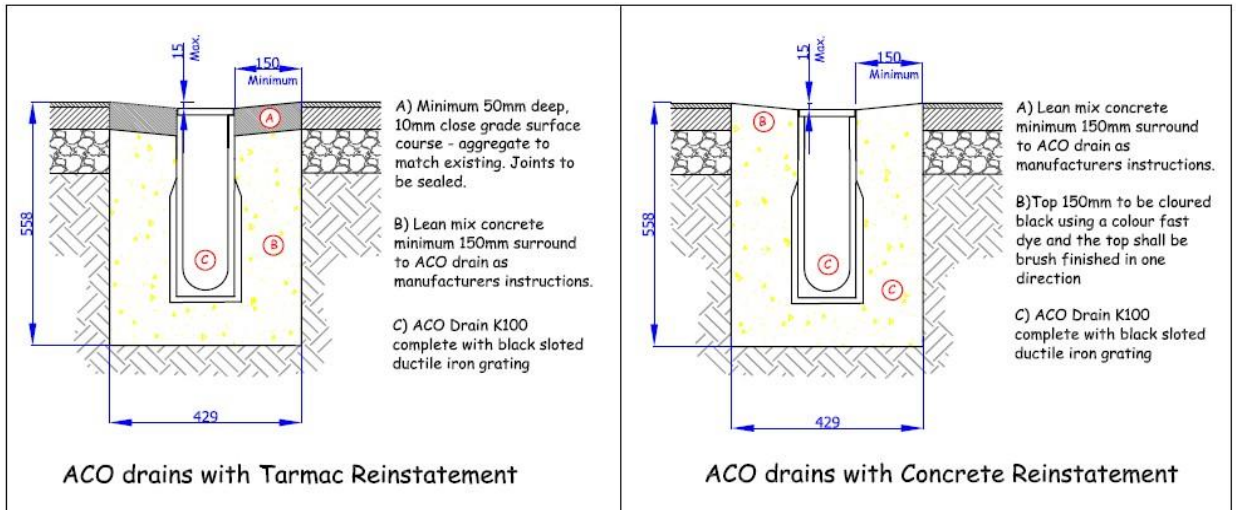 15
Max.
150
Minimum
A
B
C
558
429
A) Minimum 50mm deep,
10mm close grade surface
course - aggregate to
match existing. Joints to
be sealed.
B) Lean mix concrete
minimum 150mm surround
to ACO drain as
manufacturers instructions.
C) ACO Drain K100
complete with black sloted
ductile iron grating
ACO drains with Tarmac Reinstatement
15
Max.
150
Minimum
B
C
C
558
429
A) Lean mix concrete
minimum 150mm surround
to ACO drain as
manufacturers instructions.
B)Top 150mm to be cloured
black using a colour fast
dye and the top shall be
brush finished in one
direction
C) ACO Drain K100
complete with black sloted
ductile iron grating
ACO drains with Concrete Reinstatement